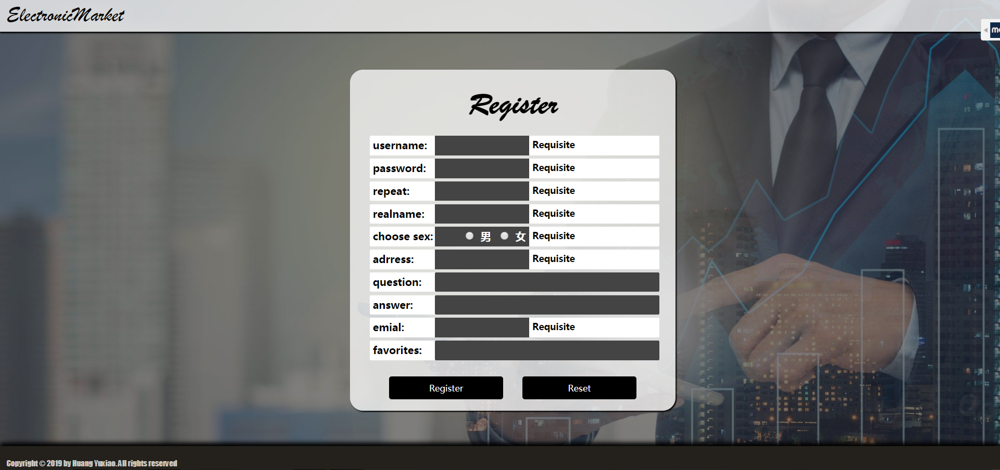 ElectronicMarket
Register
username: Requisite
password: Requisite
repeat: Requisite
realname: Requisite
choose sex: 男 女 Requisite
adrress: Requisite
question:
answer:
emial: Requisite
favorites:
Register Reset
Copyright © 2019 by Huang Yuxiao.All rights reserved